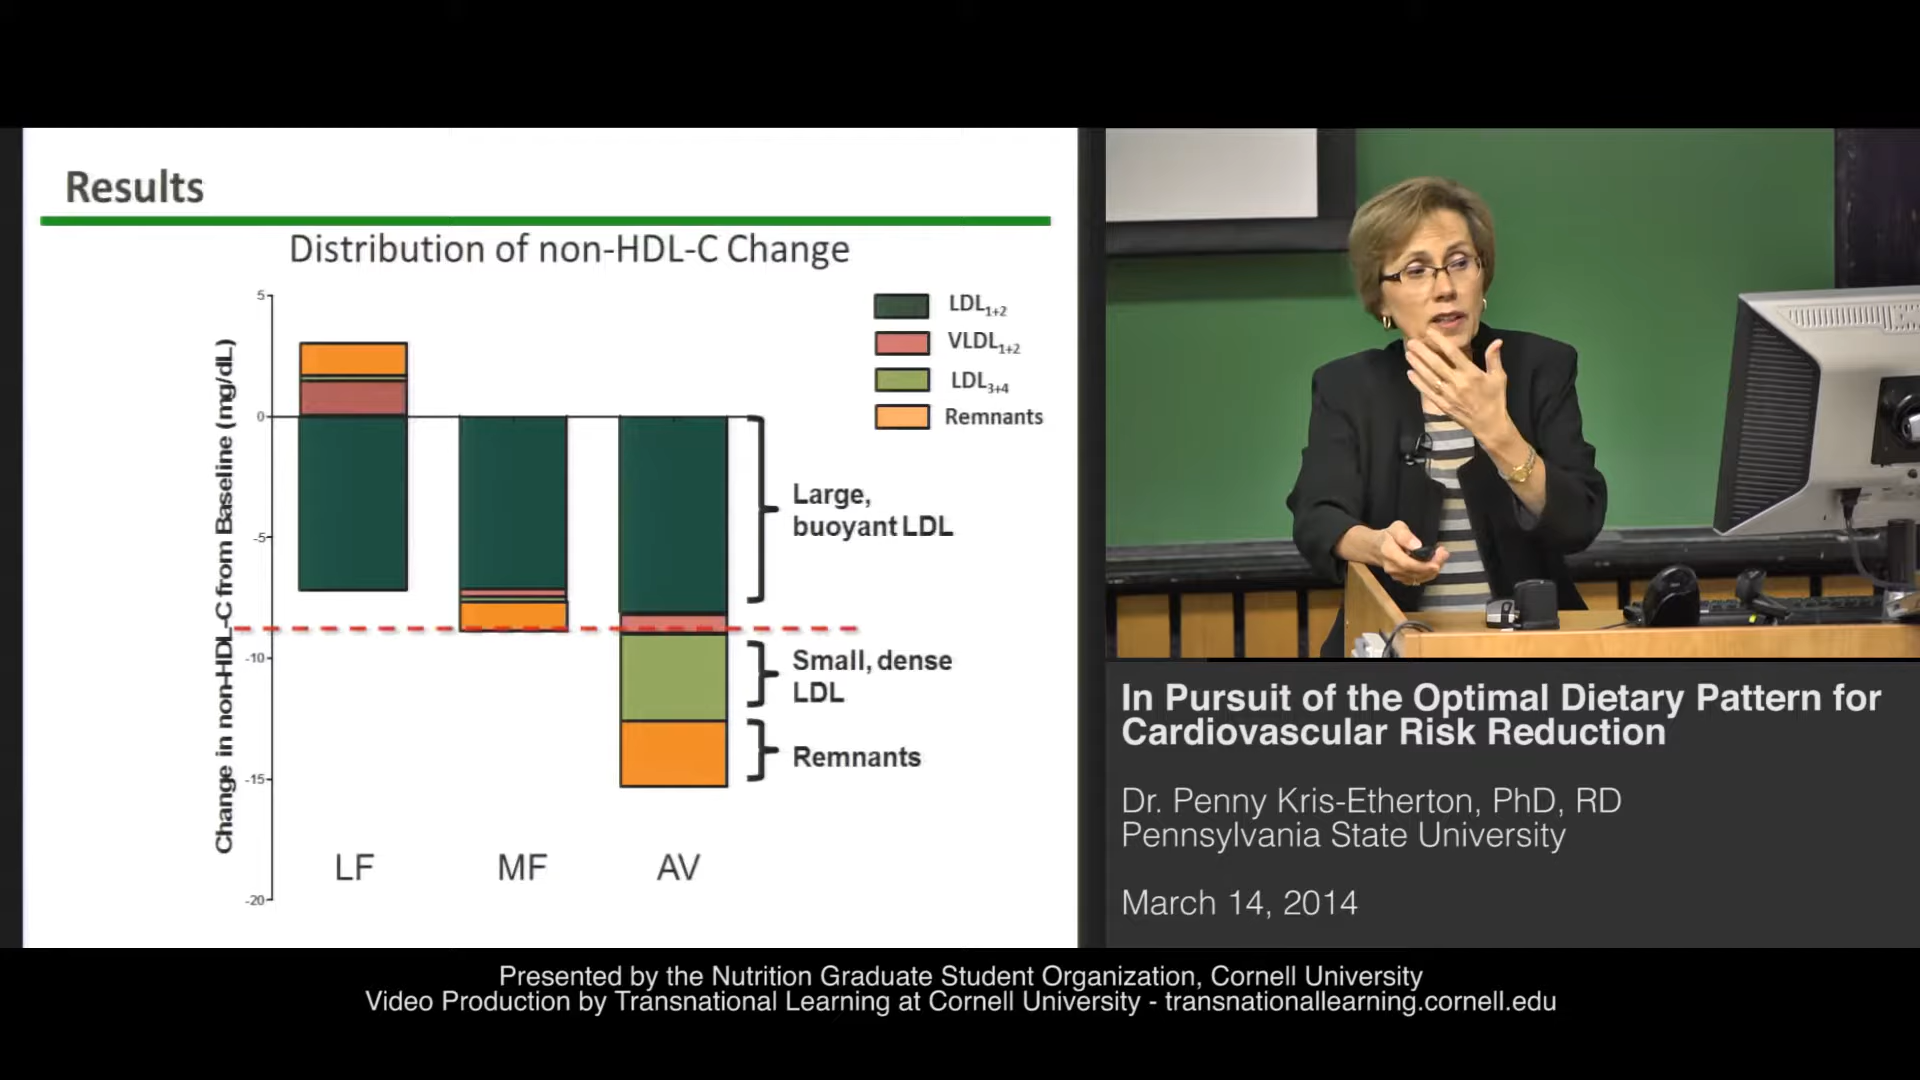 Results
Distribution of non-HDL-C Change
Change in non-HDL-C from Baseline (mg/dL)
5
0
-5
-10
-15
-20
LDL1+2
VLDL1+2
LDL3+4
Remnants
Large,
buoyant LDL
Small, dense
LDL
Remnants
LF MF AV
In Pursuit of the Optimal Dietary Pattern for
Cardiovascular Risk Reduction
Dr. Penny Kris-Etherton, PhD, RD
Pennsylvania State University
March 14, 2014
Presented by the Nutrition Graduate Student Organization, Cornell University
Video Production by Transnational Learning at Cornell University - transnationallearning.cornell.edu